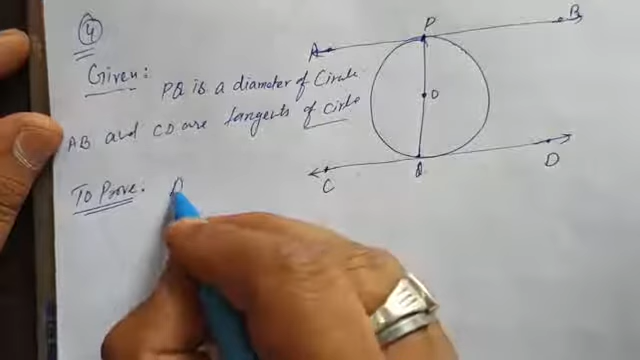 4
Given: PQ is a diameter of Circle
AB and CD are tangents of Circle
To Prove: A
P
B
A
O
C
Q
D